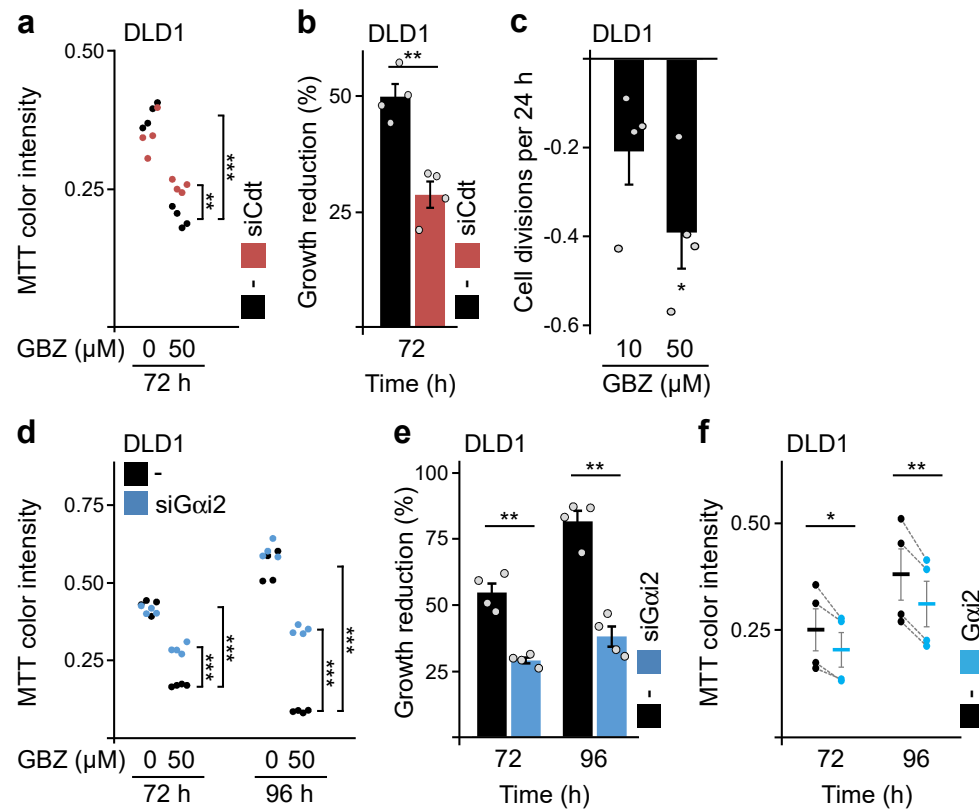 a
DLD1
0.50
0.25
MTT color intensity
**
***
- siCdt
GBZ (µM) 0 50
72 h
b
DLD1
**
50
25
Growth reduction (%)
- siCdt
72
Time (h)
c
DLD1
-0.2
-0.4
-0.6
Cell divisions per 24 h
*
10 50
GBZ (µM)
d
DLD1
-
siGαi2
0.75
0.50
0.25
MTT color intensity
***
***
***
***
GBZ (µM) 0 50 0 50
72 h 96 h
e
DLD1
100
75
50
25
Growth reduction (%)
**
**
- siGαi2
72 96
Time (h)
f
DLD1
0.50
0.25
MTT color intensity
*
**
- Gαi2
72 96
Time (h)